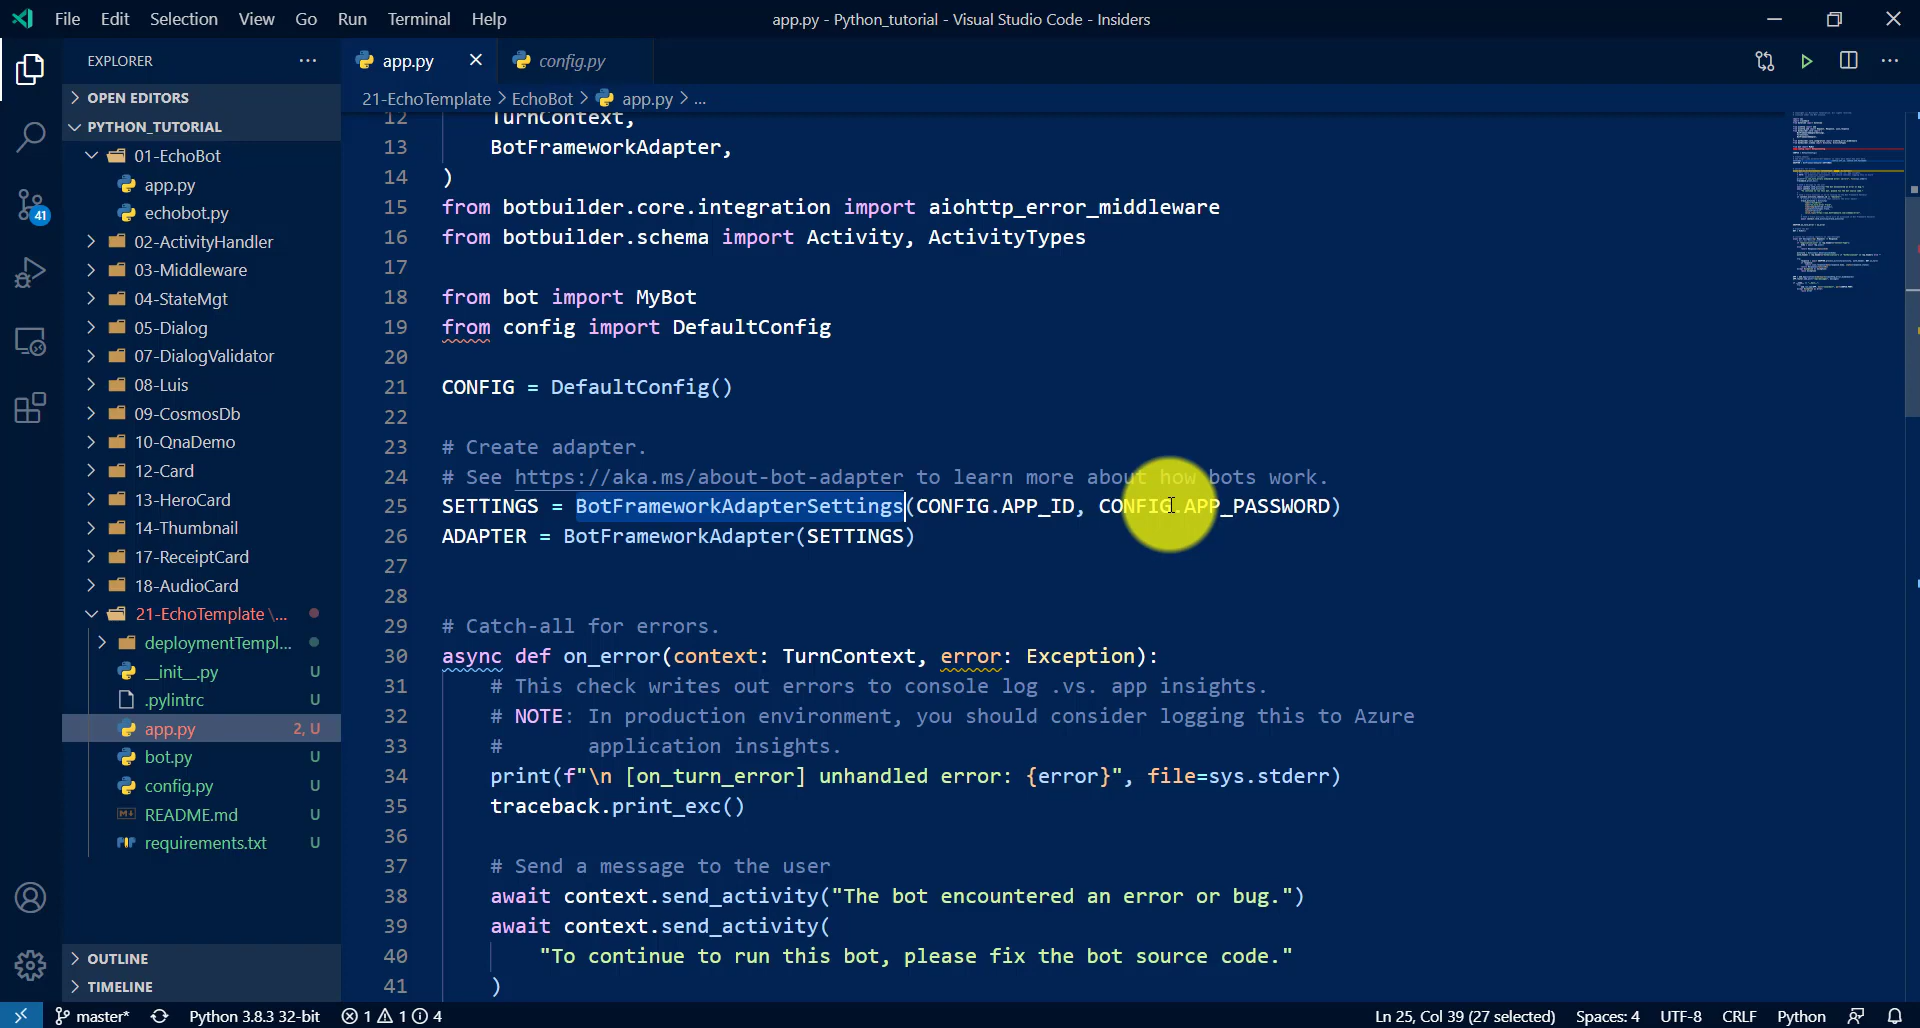 File Edit Selection View Go Run Terminal Help
app.py - Python_tutorial - Visual Studio Code - Insiders
EXPLORER
OPEN EDITORS
PYTHON_TUTORIAL
01-EchoBot
app.py
echobot.py
02-ActivityHandler
03-Middleware
04-StateMgt
05-Dialog
07-DialogValidator
08-Luis
09-CosmosDb
10-QnaDemo
12-Card
13-HeroCard
14-Thumbnail
17-ReceiptCard
18-AudioCard
21-EchoTemplate \...
deploymentTempl...
__init__.py U
.pylintrc U
app.py 2, U
bot.py U
config.py U
README.md U
requirements.txt U
OUTLINE
TIMELINE
41
app.py config.py
21-EchoTemplate > EchoBot > app.py > ...
12 TurnContext,
13 BotFrameworkAdapter,
14 )
15 from botbuilder.core.integration import aiohttp_error_middleware
16 from botbuilder.schema import Activity, ActivityTypes
17
18 from bot import MyBot
19 from config import DefaultConfig
20
21 CONFIG = DefaultConfig()
22
23 # Create adapter.
24 # See https://aka.ms/about-bot-adapter to learn more about how bots work.
25 SETTINGS = BotFrameworkAdapterSettings(CONFIG.APP_ID, CONFIG.APP_PASSWORD)
26 ADAPTER = BotFrameworkAdapter(SETTINGS)
27
28
29 # Catch-all for errors.
30 async def on_error(context: TurnContext, error: Exception):
31 # This check writes out errors to console log .vs. app insights.
32 # NOTE: In production environment, you should consider logging this to Azure
33 # application insights.
34 print(f"\n [on_turn_error] unhandled error: {error}", file=sys.stderr)
35 traceback.print_exc()
36
37 # Send a message to the user
38 await context.send_activity("The bot encountered an error or bug.")
39 await context.send_activity(
40 "To continue to run this bot, please fix the bot source code."
41 )
master* Python 3.8.3 32-bit 1 1 4
Ln 25, Col 39 (27 selected) Spaces: 4 UTF-8 CRLF Python